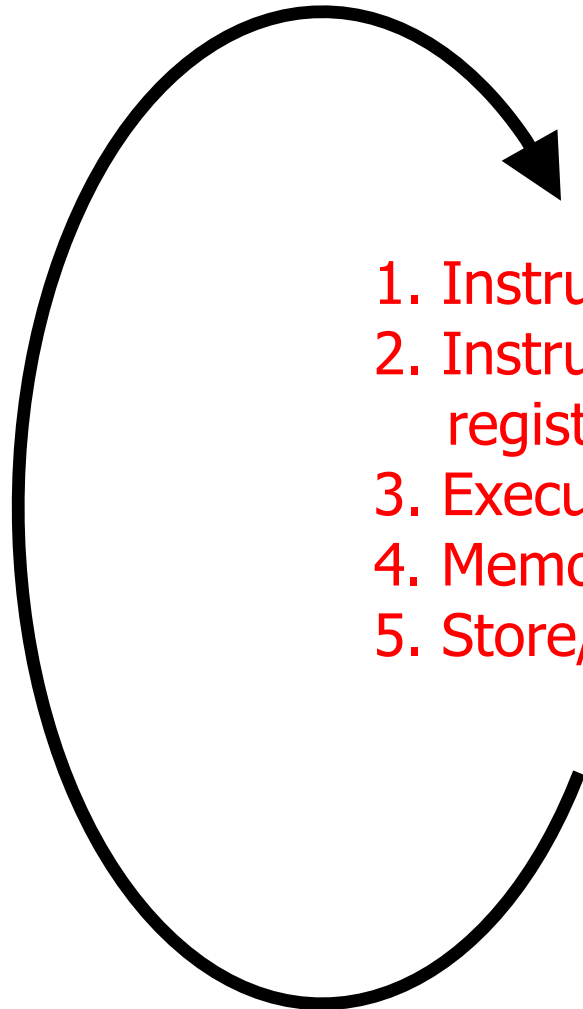 1. Instru
2. Instru
regist
3. Execu
4. Memo
5. Store/